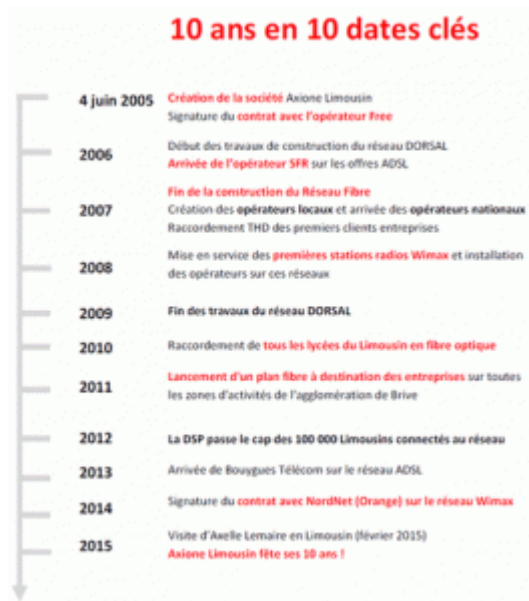 10 ans en 10 dates clés
4 juin 2005
Création de la société Axione Limousin
Signature du contrat avec l'opérateur Free
2006
Début des travaux de construction du réseau DORSAL
Arrivée de l'opérateur SFR sur les offres ADSL
2007
Fin de la construction du Réseau Fibre
Création des opérateurs locaux et arrivée des opérateurs nationaux
Raccordement THD des premiers clients entreprises
2008
Mise en service des premières stations radios Wimax et installation
des opérateurs sur ces réseaux
2009
Fin des travaux du réseau DORSAL
2010
Raccordement de tous les lycées du Limousin en fibre optique
2011
Lancement d'un plan fibre à destination des entreprises sur toutes
les zones d'activités de l'agglomération de Brive
2012
La DSP passe le cap des 100 000 Limousins connectés au réseau
2013
Arrivée de Bouygues Télécom sur le réseau ADSL
2014
Signature du contrat avec NordNet (Orange) sur le réseau Wimax
2015
Visite d'Axelle Lemaire en Limousin (février 2015)
Axione Limousin fête ses 10 ans !